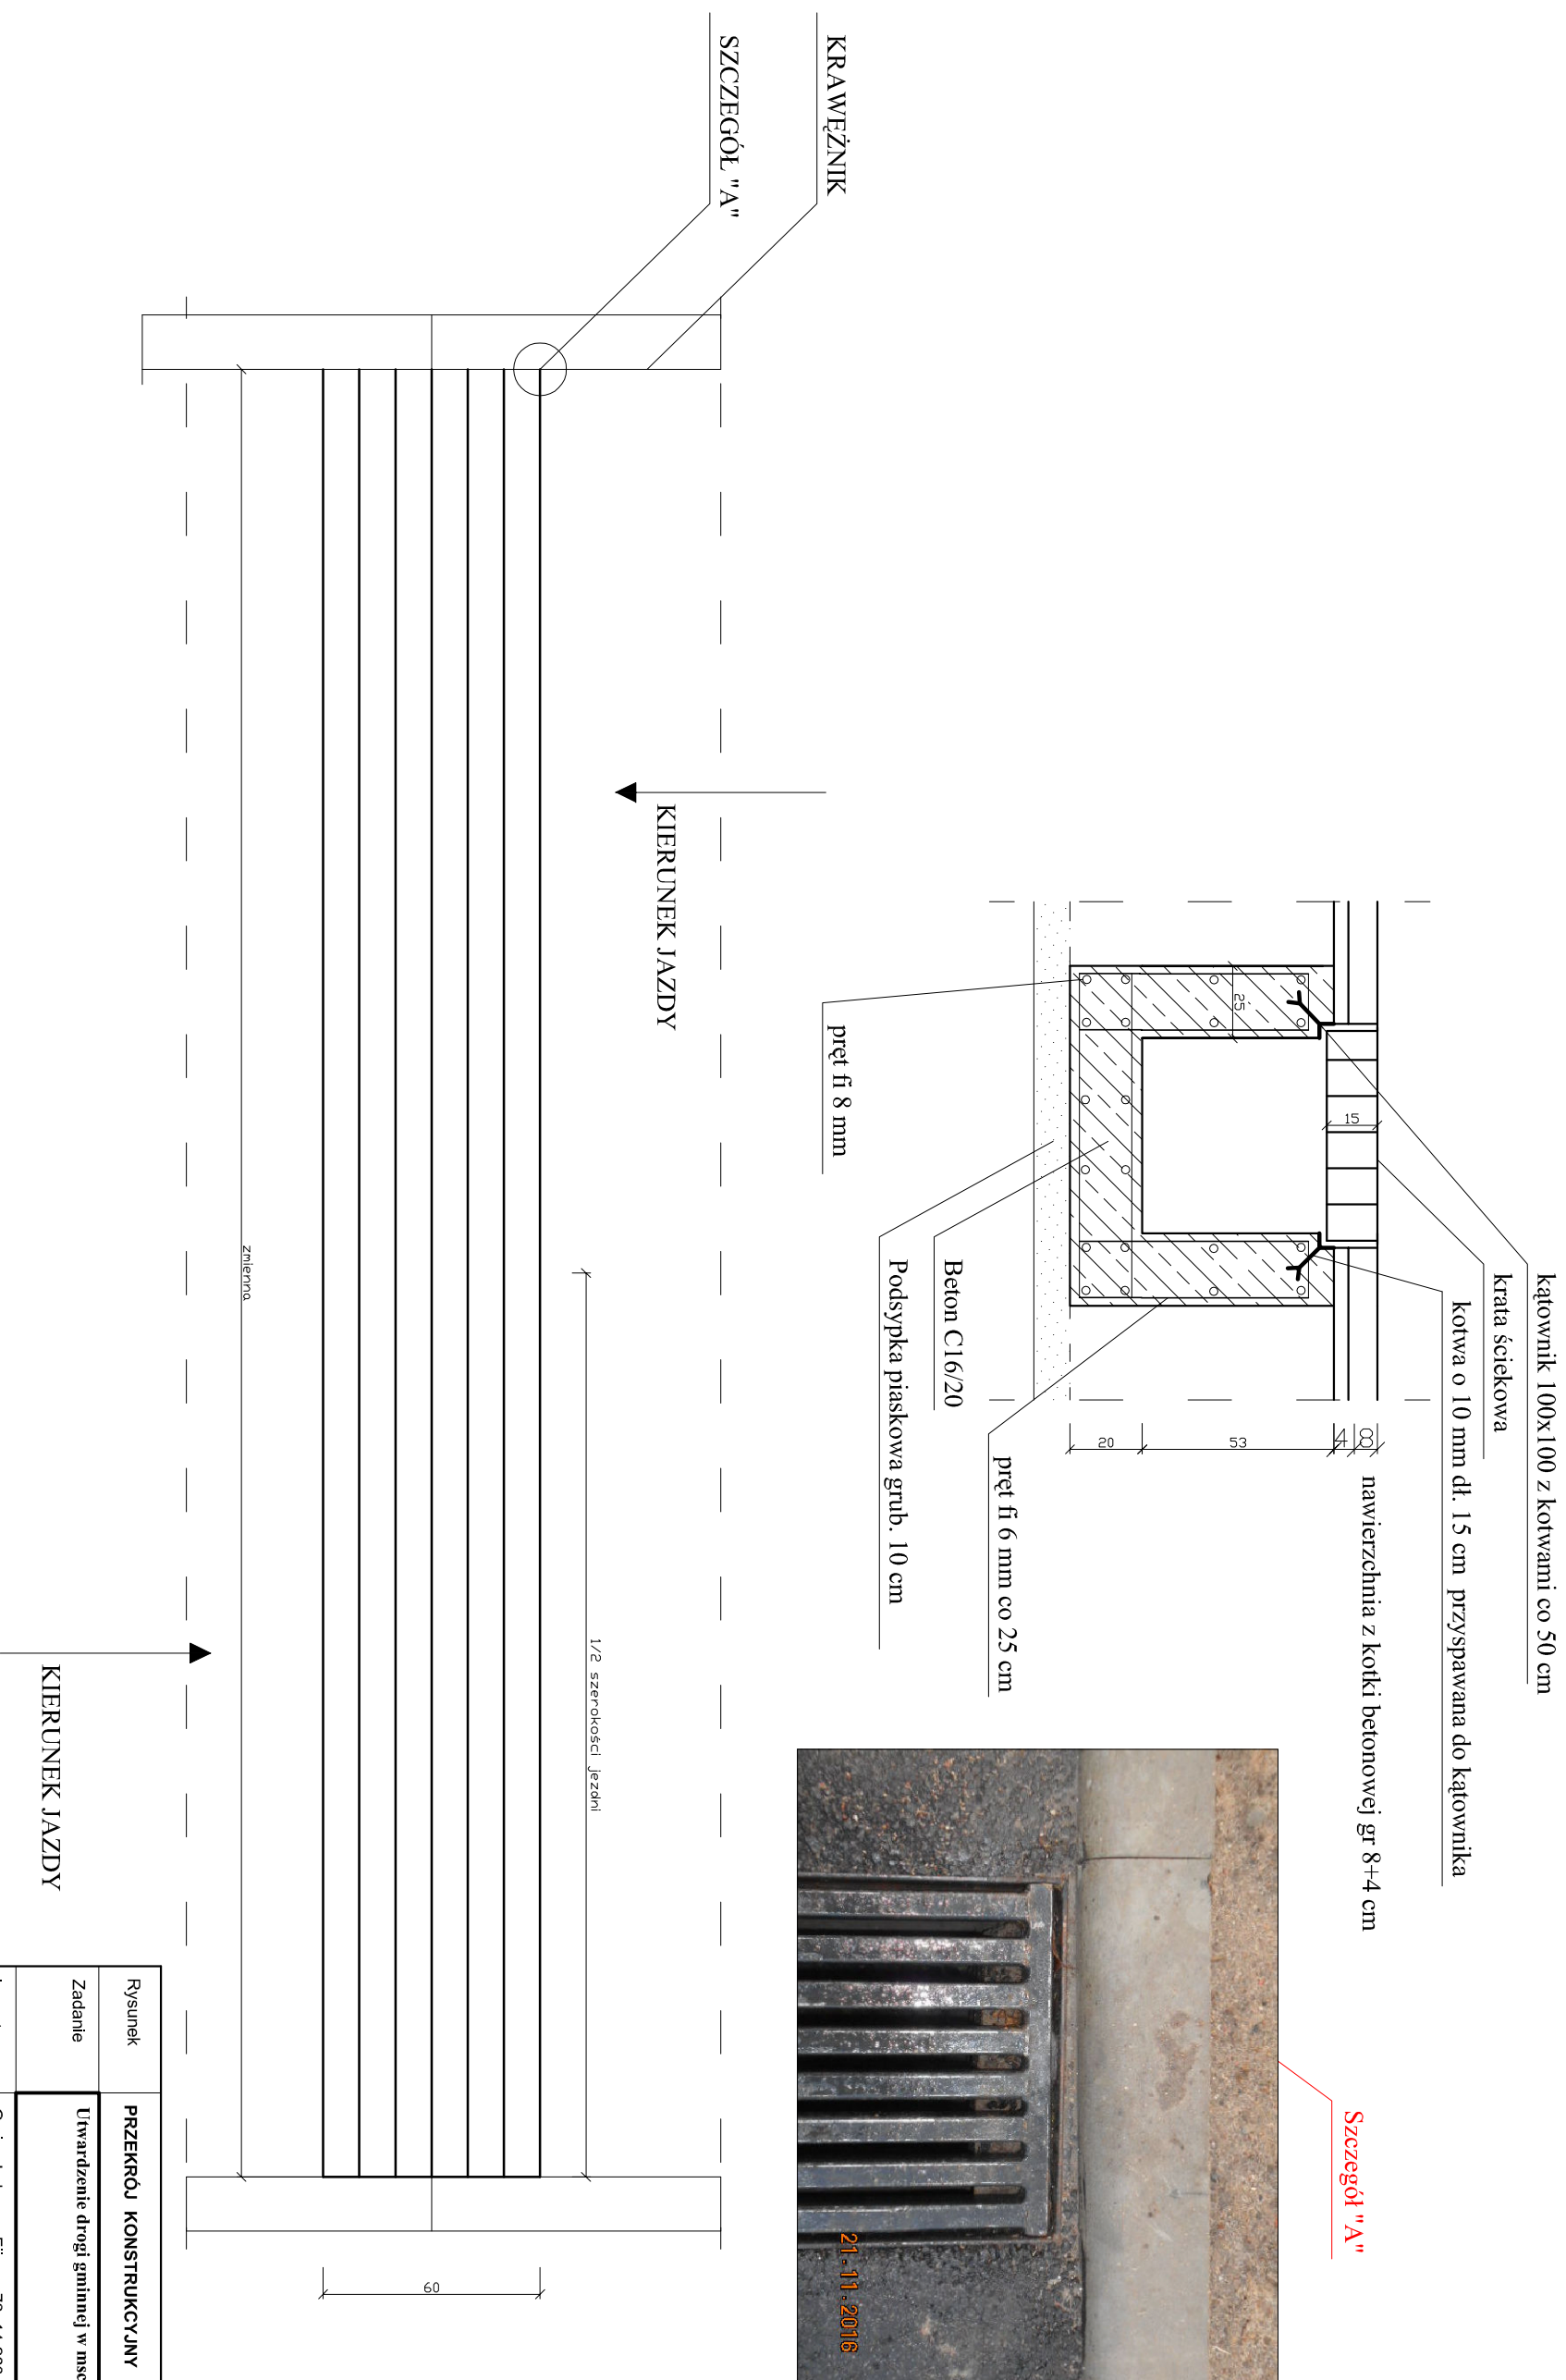 kątownik 100x100 z kotwami co 50 cm
krata ściekowa
kotwa o 10 mm dł. 15 cm przyspawana do kątownika
nawierzchnia z kotki betonowej gr 8+4 cm
8
4
53
20
15
25
pręt fi 6 mm co 25 cm
Beton C16/20
Podsypka piaskowa grub. 10 cm
pręt fi 8 mm
Szczegół "A"
21.11.2016
KRAWĘŻNIK
SZCZEGÓŁ "A"
KIERUNEK JAZDY
1/2 szerokości jezdni
zmienna
60
KIERUNEK JAZDY
Rysunek
PRZEKRÓJ KONSTRUKCYJNY
Zadanie
Utwardzenie drogi gminnej w